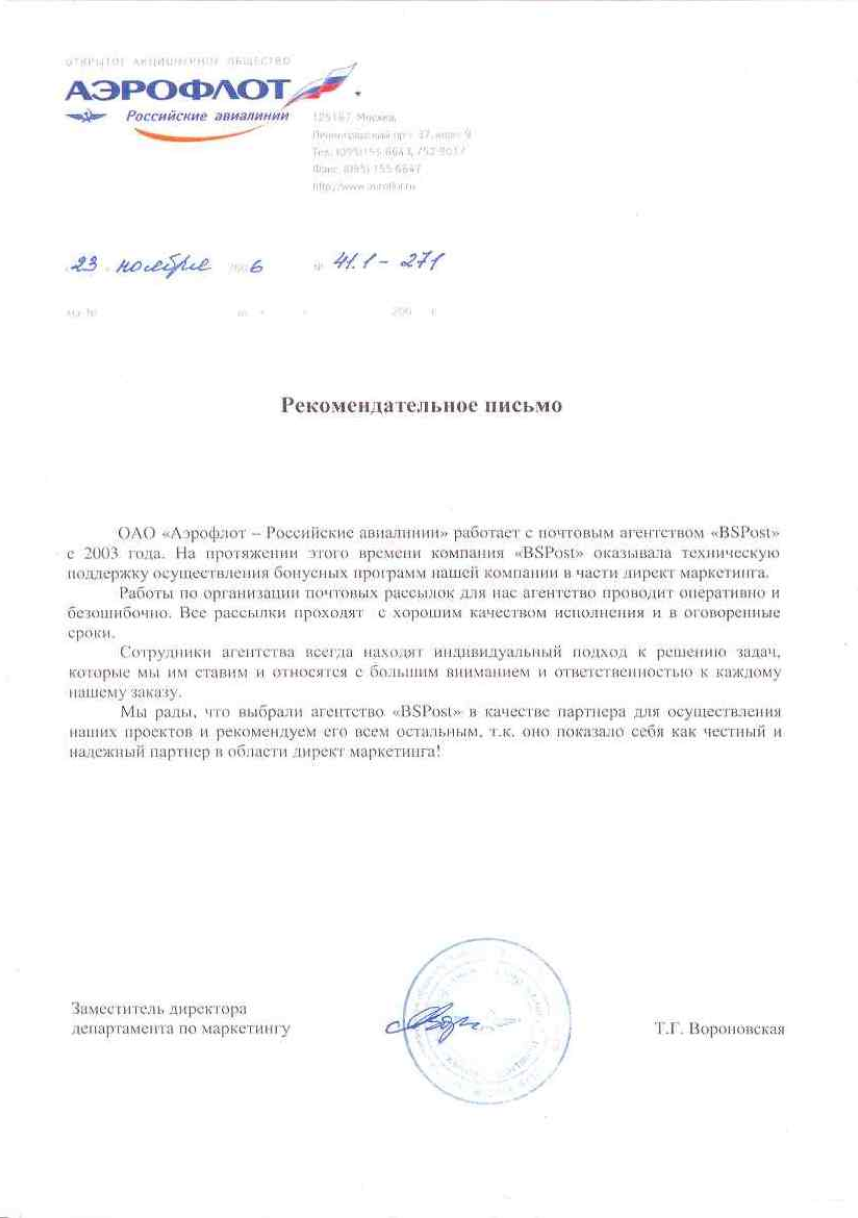 ОТКРЫТОЕ АКЦИОНЕРНОЕ ОБЩЕСТВО
АЭРОФЛОТ
Российские авиалинии
125167, Москва,
Ленинградский пр-т 37, корп 9
Тел. (095) 155-6643, 752-9017
Факс (095) 155-6647
http://www.aeroflot.ru
« 23 » ноября 2006 № 41.1 - 271
На № от « » 200 г.
Рекомендательное письмо
ОАО «Аэрофлот – Российские авиалинии» работает с почтовым агентством «BSPost»
с 2003 года. На протяжении этого времени компания «BSPost» оказывала техническую
поддержку осуществления бонусных программ нашей компании в части директ маркетинга.
Работы по организации почтовых рассылок для нас агентство проводит оперативно и
безошибочно. Все рассылки проходят с хорошим качеством исполнения и в оговоренные
сроки.
Сотрудники агентства всегда находят индивидуальный подход к решению задач,
которые мы им ставим и относятся с большим вниманием и ответственностью к каждому
нашему заказу.
Мы рады, что выбрали агентство «BSPost» в качестве партнера для осуществления
наших проектов и рекомендуем его всем остальным, т.к. оно показало себя как честный и
надежный партнер в области директ маркетинга!
Заместитель директора
департамента по маркетингу
Т.Г. Вороновская